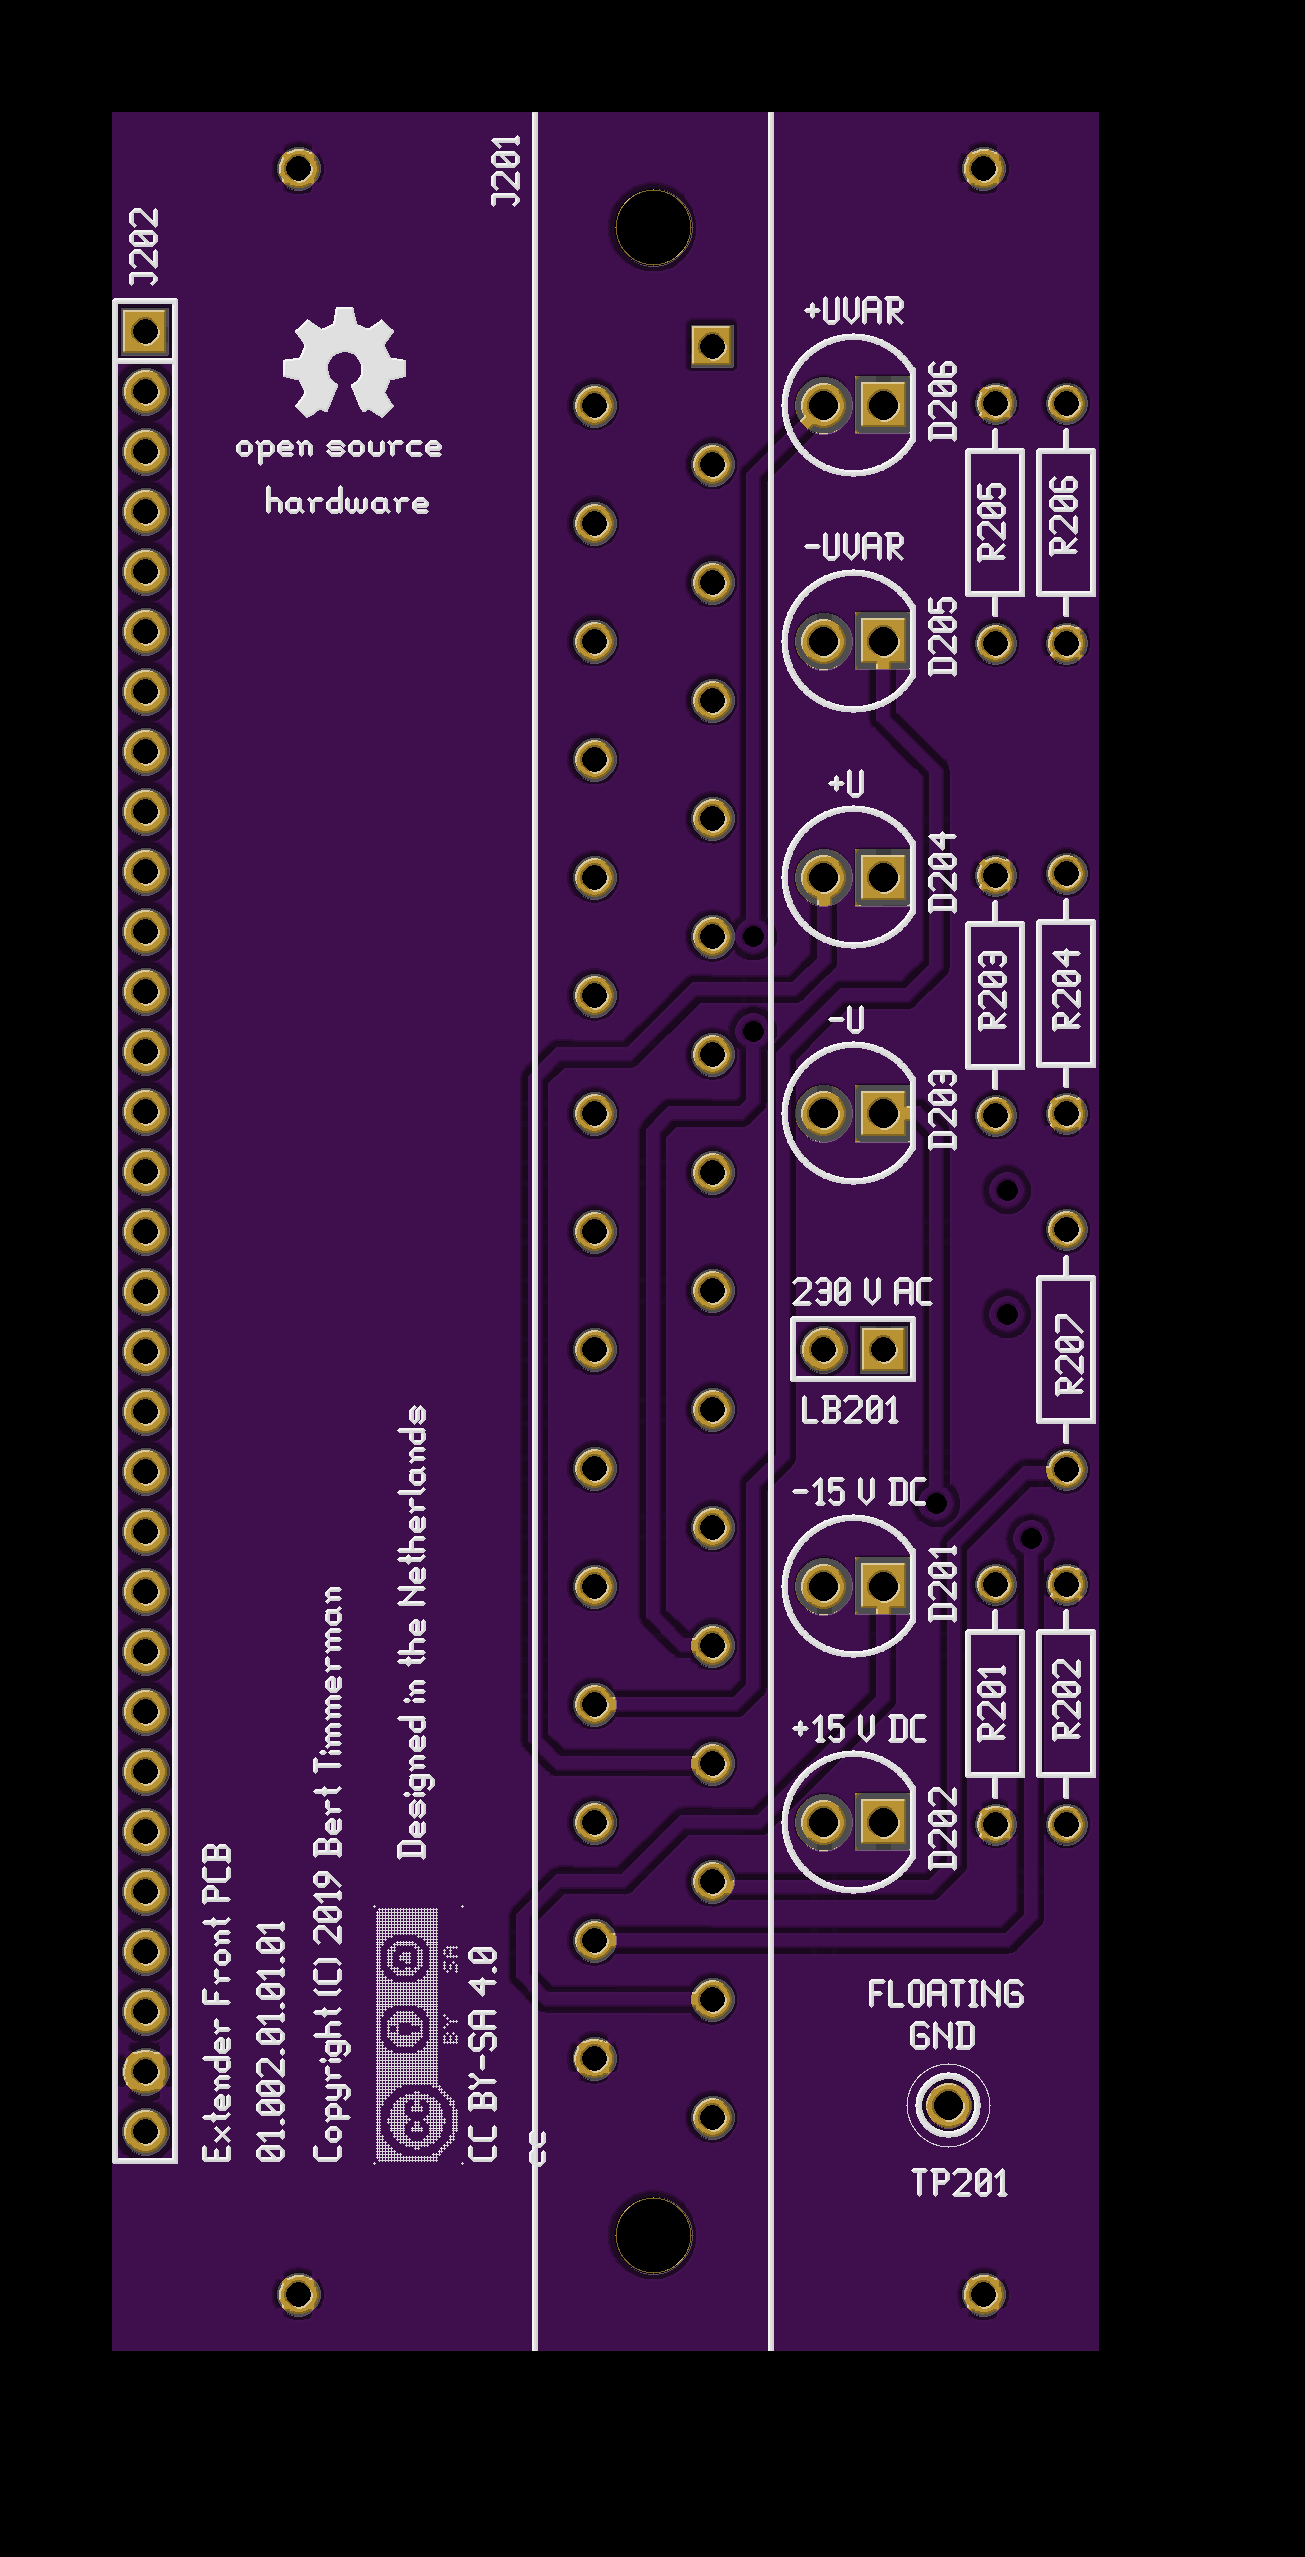 J201
J202
open source
hardware
+UVAR
D206
R205
R206
-UVAR
D205
+U
D204
R203
R204
-U
D203
230 V AC
LB201
R207
-15 V DC
D201
R201
R202
+15 V DC
D202
Extender Front PCB
01.002.01.01.01
Copyright (C) 2019 Bert Timmerman
Designed in the Netherlands
BY SA
CC BY-SA 4.0
FLOATING
GND
TP201